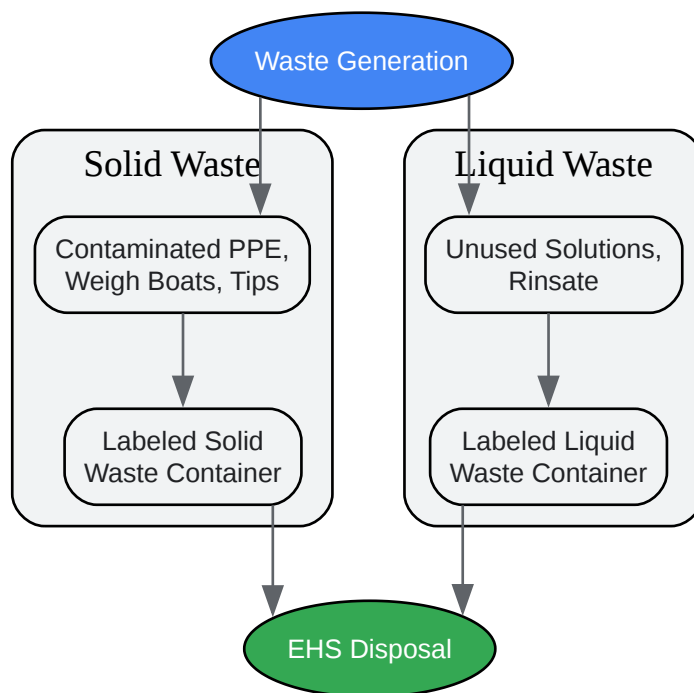 Waste Generation
Solid Waste
Contaminated PPE,
Weigh Boats, Tips
Labeled Solid
Waste Container
Liquid Waste
Unused Solutions,
Rinsate
Labeled Liquid
Waste Container
EHS Disposal